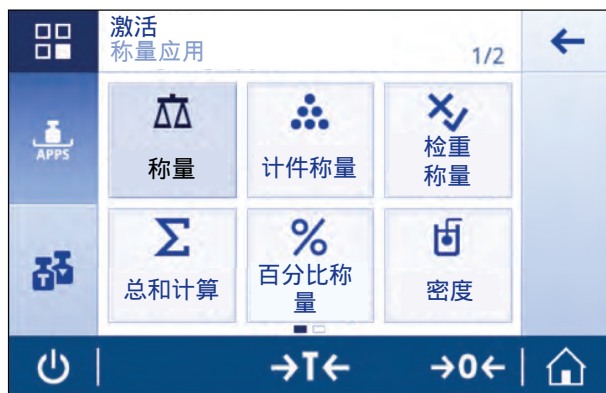 激活
称量应用
1/2
APPS
称量
计件称量
检重
称量
T
总和计算
百分比称
量
密度
→T←
→0←